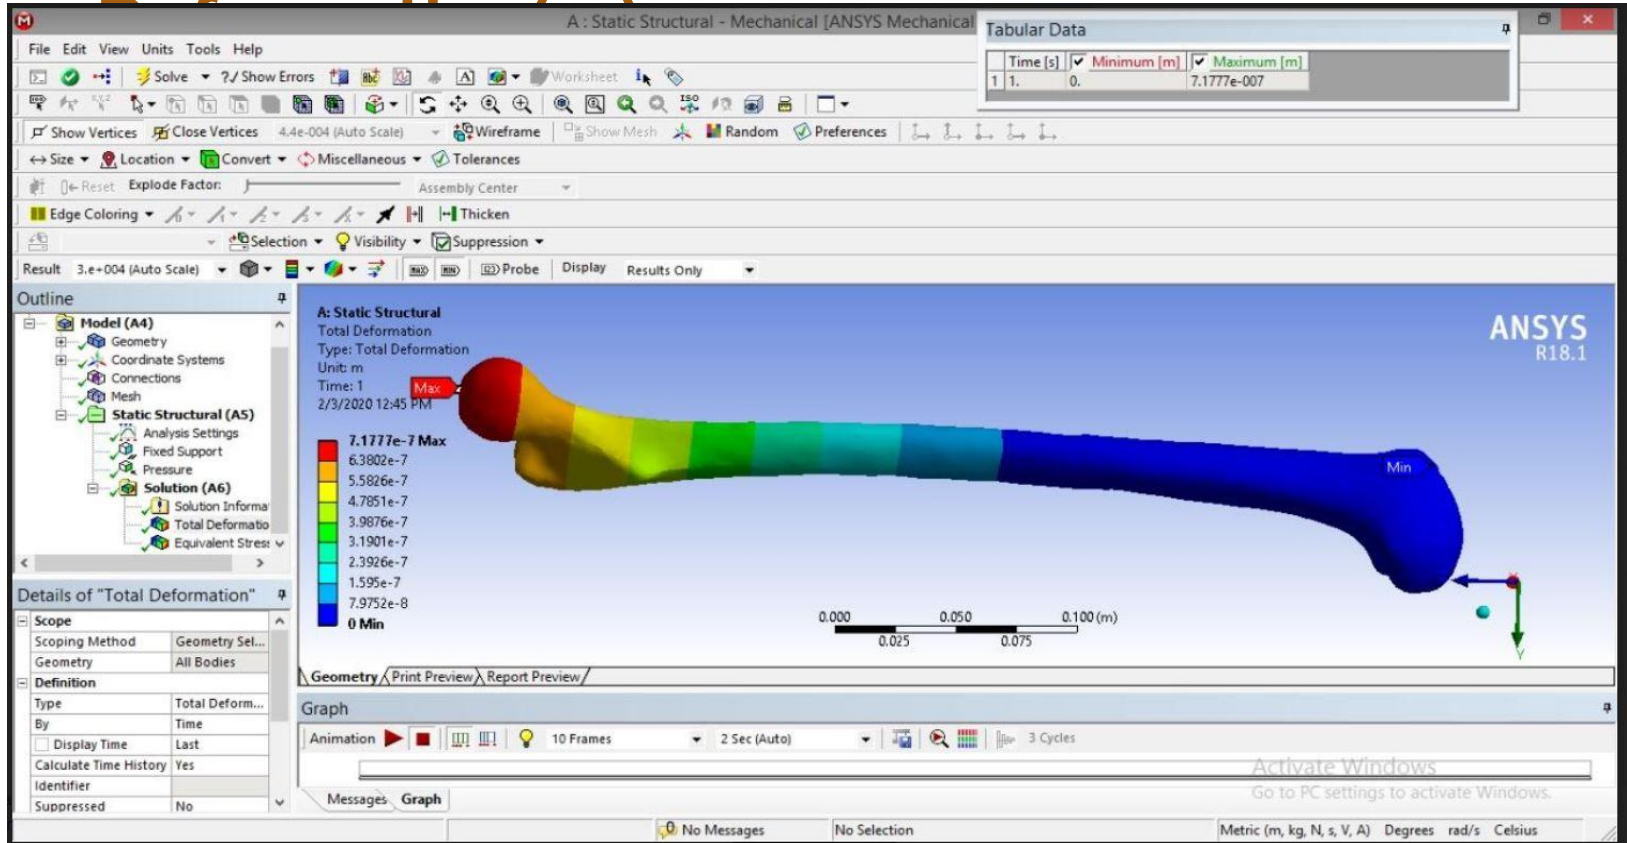 A : Static Structural - Mechanical [ANSYS Mechanical
Tabular Data
Time [s] Minimum [m] Maximum [m]
1 1. 0. 7.1777e-007
File Edit View Units Tools Help
Solve ?/ Show Errors Worksheet
ISO
Show Vertices Close Vertices 4.4e-004 (Auto Scale) Wireframe Show Mesh Random Preferences
Size Location Convert Miscellaneous Tolerances
Reset Explode Factor: Assembly Center
Edge Coloring Thicken
Selection Visibility Suppression
Result 3.e+004 (Auto Scale) MAX MIN Probe Display Results Only
Outline
Model (A4)
Geometry
Coordinate Systems
Connections
Mesh
Static Structural (A5)
Analysis Settings
Fixed Support
Pressure
Solution (A6)
Solution Informa
Total Deformatio
Equivalent Stres
A: Static Structural
Total Deformation
Type: Total Deformation
Unit: m
Time: 1
2/3/2020 12:45 PM
Max
7.1777e-7 Max
6.3802e-7
5.5826e-7
4.7851e-7
3.9876e-7
3.1901e-7
2.3926e-7
1.595e-7
7.9752e-8
0 Min
ANSYS
R18.1
Min
0.000 0.050 0.100 (m)
0.025 0.075
X
Y
Details of "Total Deformation"
Scope
Scoping Method Geometry Sel...
Geometry All Bodies
Definition
Type Total Deform...
By Time
Display Time Last
Calculate Time History Yes
Identifier
Suppressed No
Geometry Print Preview Report Preview
Graph
Animation 10 Frames 2 Sec (Auto) 3 Cycles
Activate Windows
Go to PC settings to activate Windows.
Messages Graph
0 No Messages No Selection Metric (m, kg, N, s, V, A) Degrees rad/s Celsius